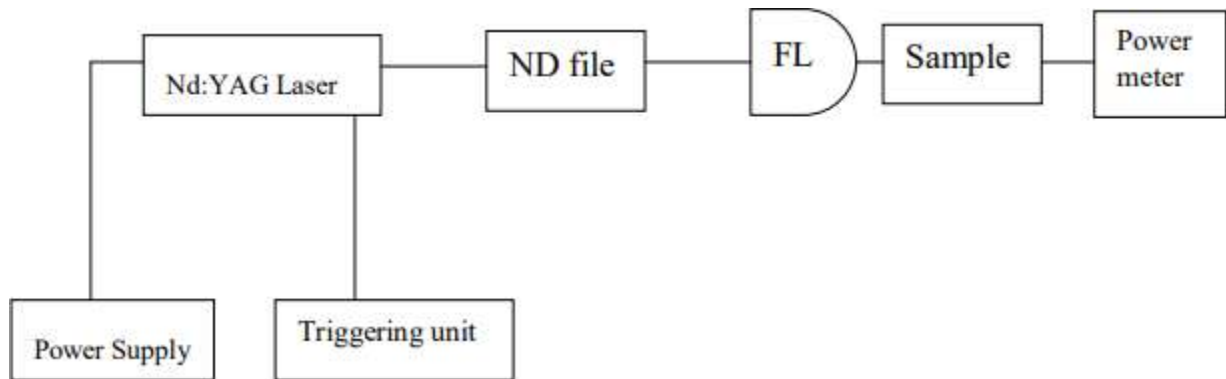 Nd:YAG Laser
ND file
FL
Sample
Power
meter
Power Supply
Triggering unit